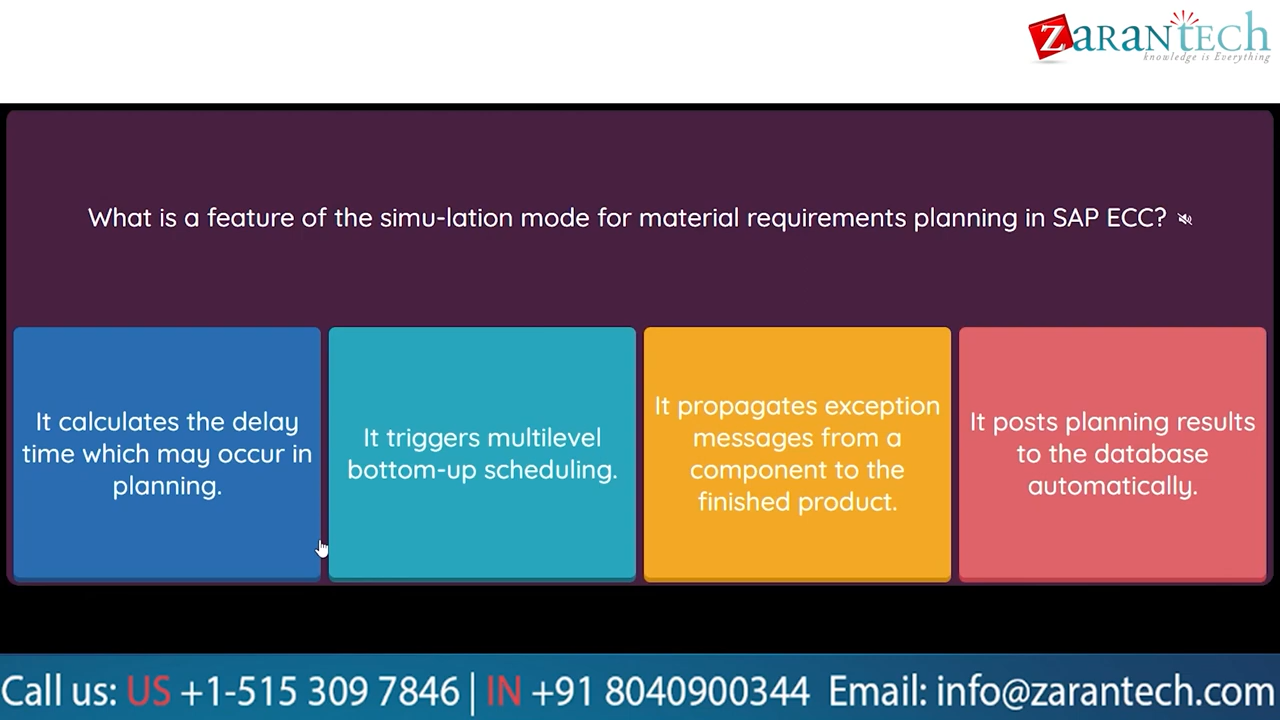 ZARANTECH
knowledge is Everything
What is a feature of the simu-lation mode for material requirements planning in SAP ECC?
It calculates the delay
time which may occur in
planning.
It triggers multilevel
bottom-up scheduling.
It propagates exception
messages from a
component to the
finished product.
It posts planning results
to the database
automatically.
Call us: US +1-515 309 7846 | IN +91 8040900344 Email: info@zarantech.com